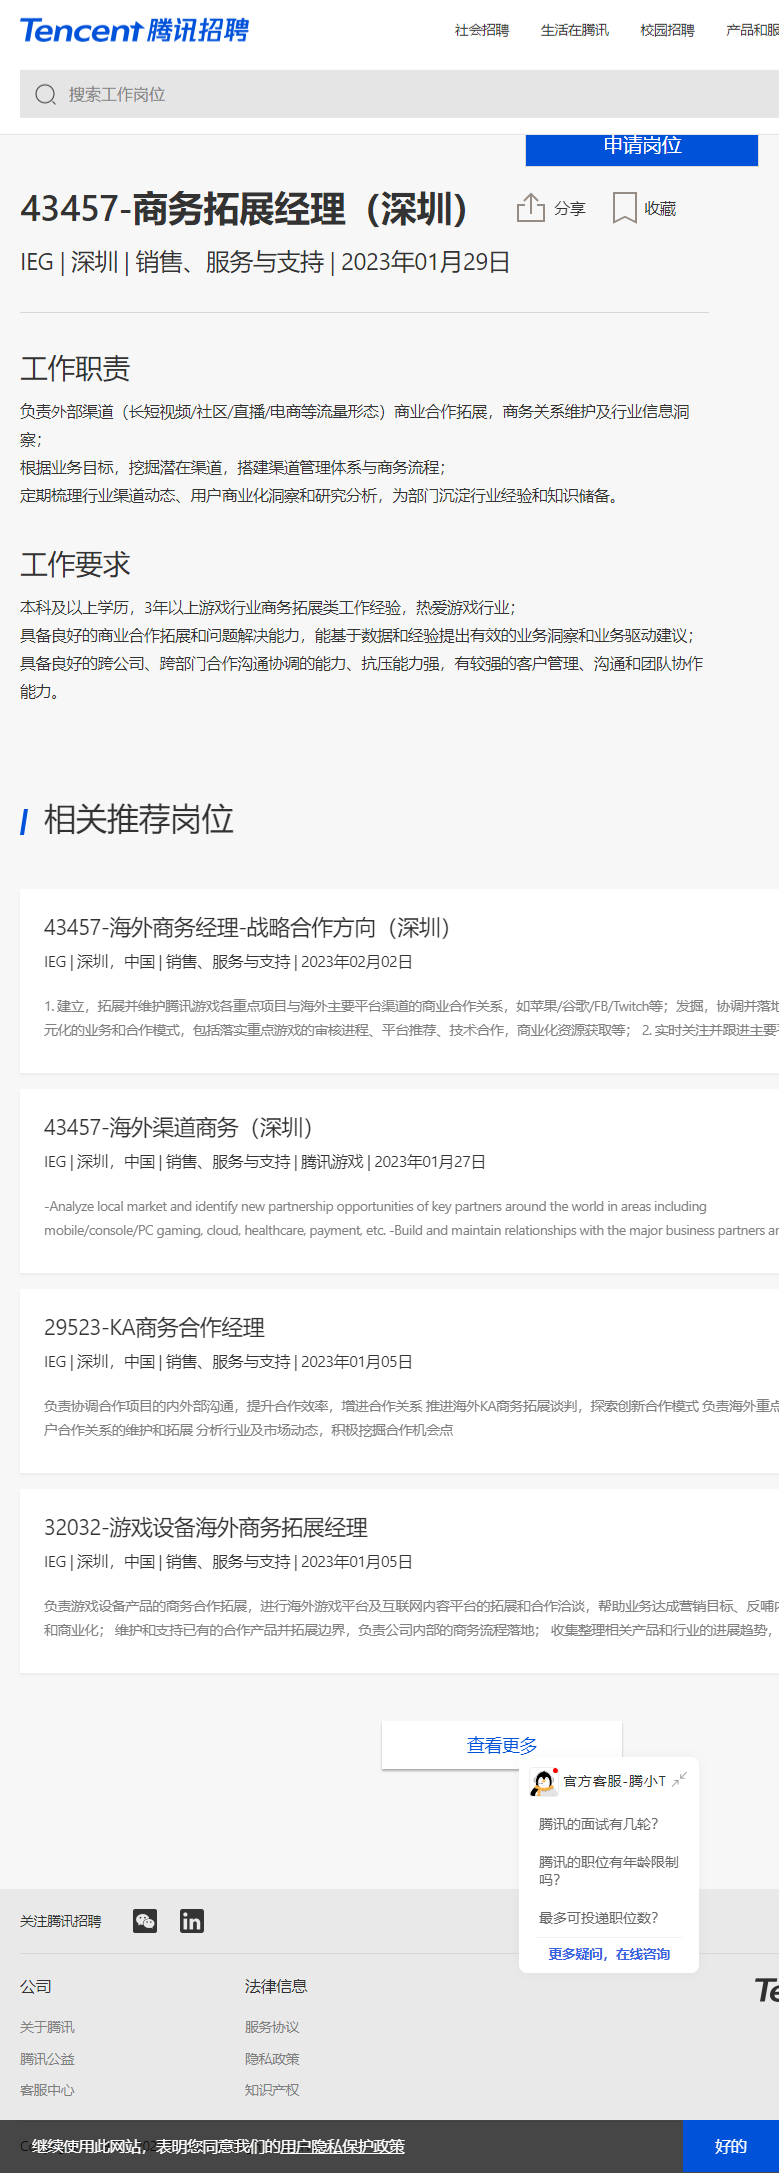 Tencent 腾讯招聘
社会招聘 生活在腾讯 校园招聘 产品和服
搜索工作岗位
申请岗位
43457-商务拓展经理（深圳） 分享 收藏
IEG | 深圳 | 销售、服务与支持 | 2023年01月29日
工作职责
负责外部渠道（长短视频/社区/直播/电商等流量形态）商业合作拓展，商务关系维护及行业信息洞
察；
根据业务目标，挖掘潜在渠道，搭建渠道管理体系与商务流程；
定期梳理行业渠道动态、用户商业化洞察和研究分析，为部门沉淀行业经验和知识储备。
工作要求
本科及以上学历，3年以上游戏行业商务拓展类工作经验，热爱游戏行业；
具备良好的商业合作拓展和问题解决能力，能基于数据和经验提出有效的业务洞察和业务驱动建议；
具备良好的跨公司、跨部门合作沟通协调的能力、抗压能力强，有较强的客户管理、沟通和团队协作
能力。
相关推荐岗位
43457-海外商务经理-战略合作方向（深圳）
IEG | 深圳，中国 | 销售、服务与支持 | 2023年02月02日
1. 建立，拓展并维护腾讯游戏各重点项目与海外主要平台渠道的商业合作关系，如苹果/谷歌/FB/Twitch等；发掘，协调并落地
元化的业务和合作模式，包括落实重点游戏的审核进程、平台推荐、技术合作，商业化资源获取等； 2. 实时关注并跟进主要平
43457-海外渠道商务（深圳）
IEG | 深圳，中国 | 销售、服务与支持 | 腾讯游戏 | 2023年01月27日
-Analyze local market and identify new partnership opportunities of key partners around the world in areas including
mobile/console/PC gaming, cloud, healthcare, payment, etc. -Build and maintain relationships with the major business partners an
29523-KA商务合作经理
IEG | 深圳，中国 | 销售、服务与支持 | 2023年01月05日
负责协调合作项目的内外部沟通，提升合作效率，增进合作关系 推进海外KA商务拓展谈判，探索创新合作模式 负责海外重点
户合作关系的维护和拓展 分析行业及市场动态，积极挖掘合作机会点
32032-游戏设备海外商务拓展经理
IEG | 深圳，中国 | 销售、服务与支持 | 2023年01月05日
负责游戏设备产品的商务合作拓展，进行海外游戏平台及互联网内容平台的拓展和合作洽谈，帮助业务达成营销目标、反哺内
和商业化； 维护和支持已有的合作产品并拓展边界，负责公司内部的商务流程落地； 收集整理相关产品和行业的进展趋势，
查看更多
官方客服-腾小T
腾讯的面试有几轮？
腾讯的职位有年龄限制
吗？
最多可投递职位数？
更多疑问，在线咨询
关注腾讯招聘
公司 法律信息
关于腾讯 服务协议
腾讯公益 隐私政策
客服中心 知识产权
继续使用此网站，表明您同意我们的用户隐私保护政策 好的